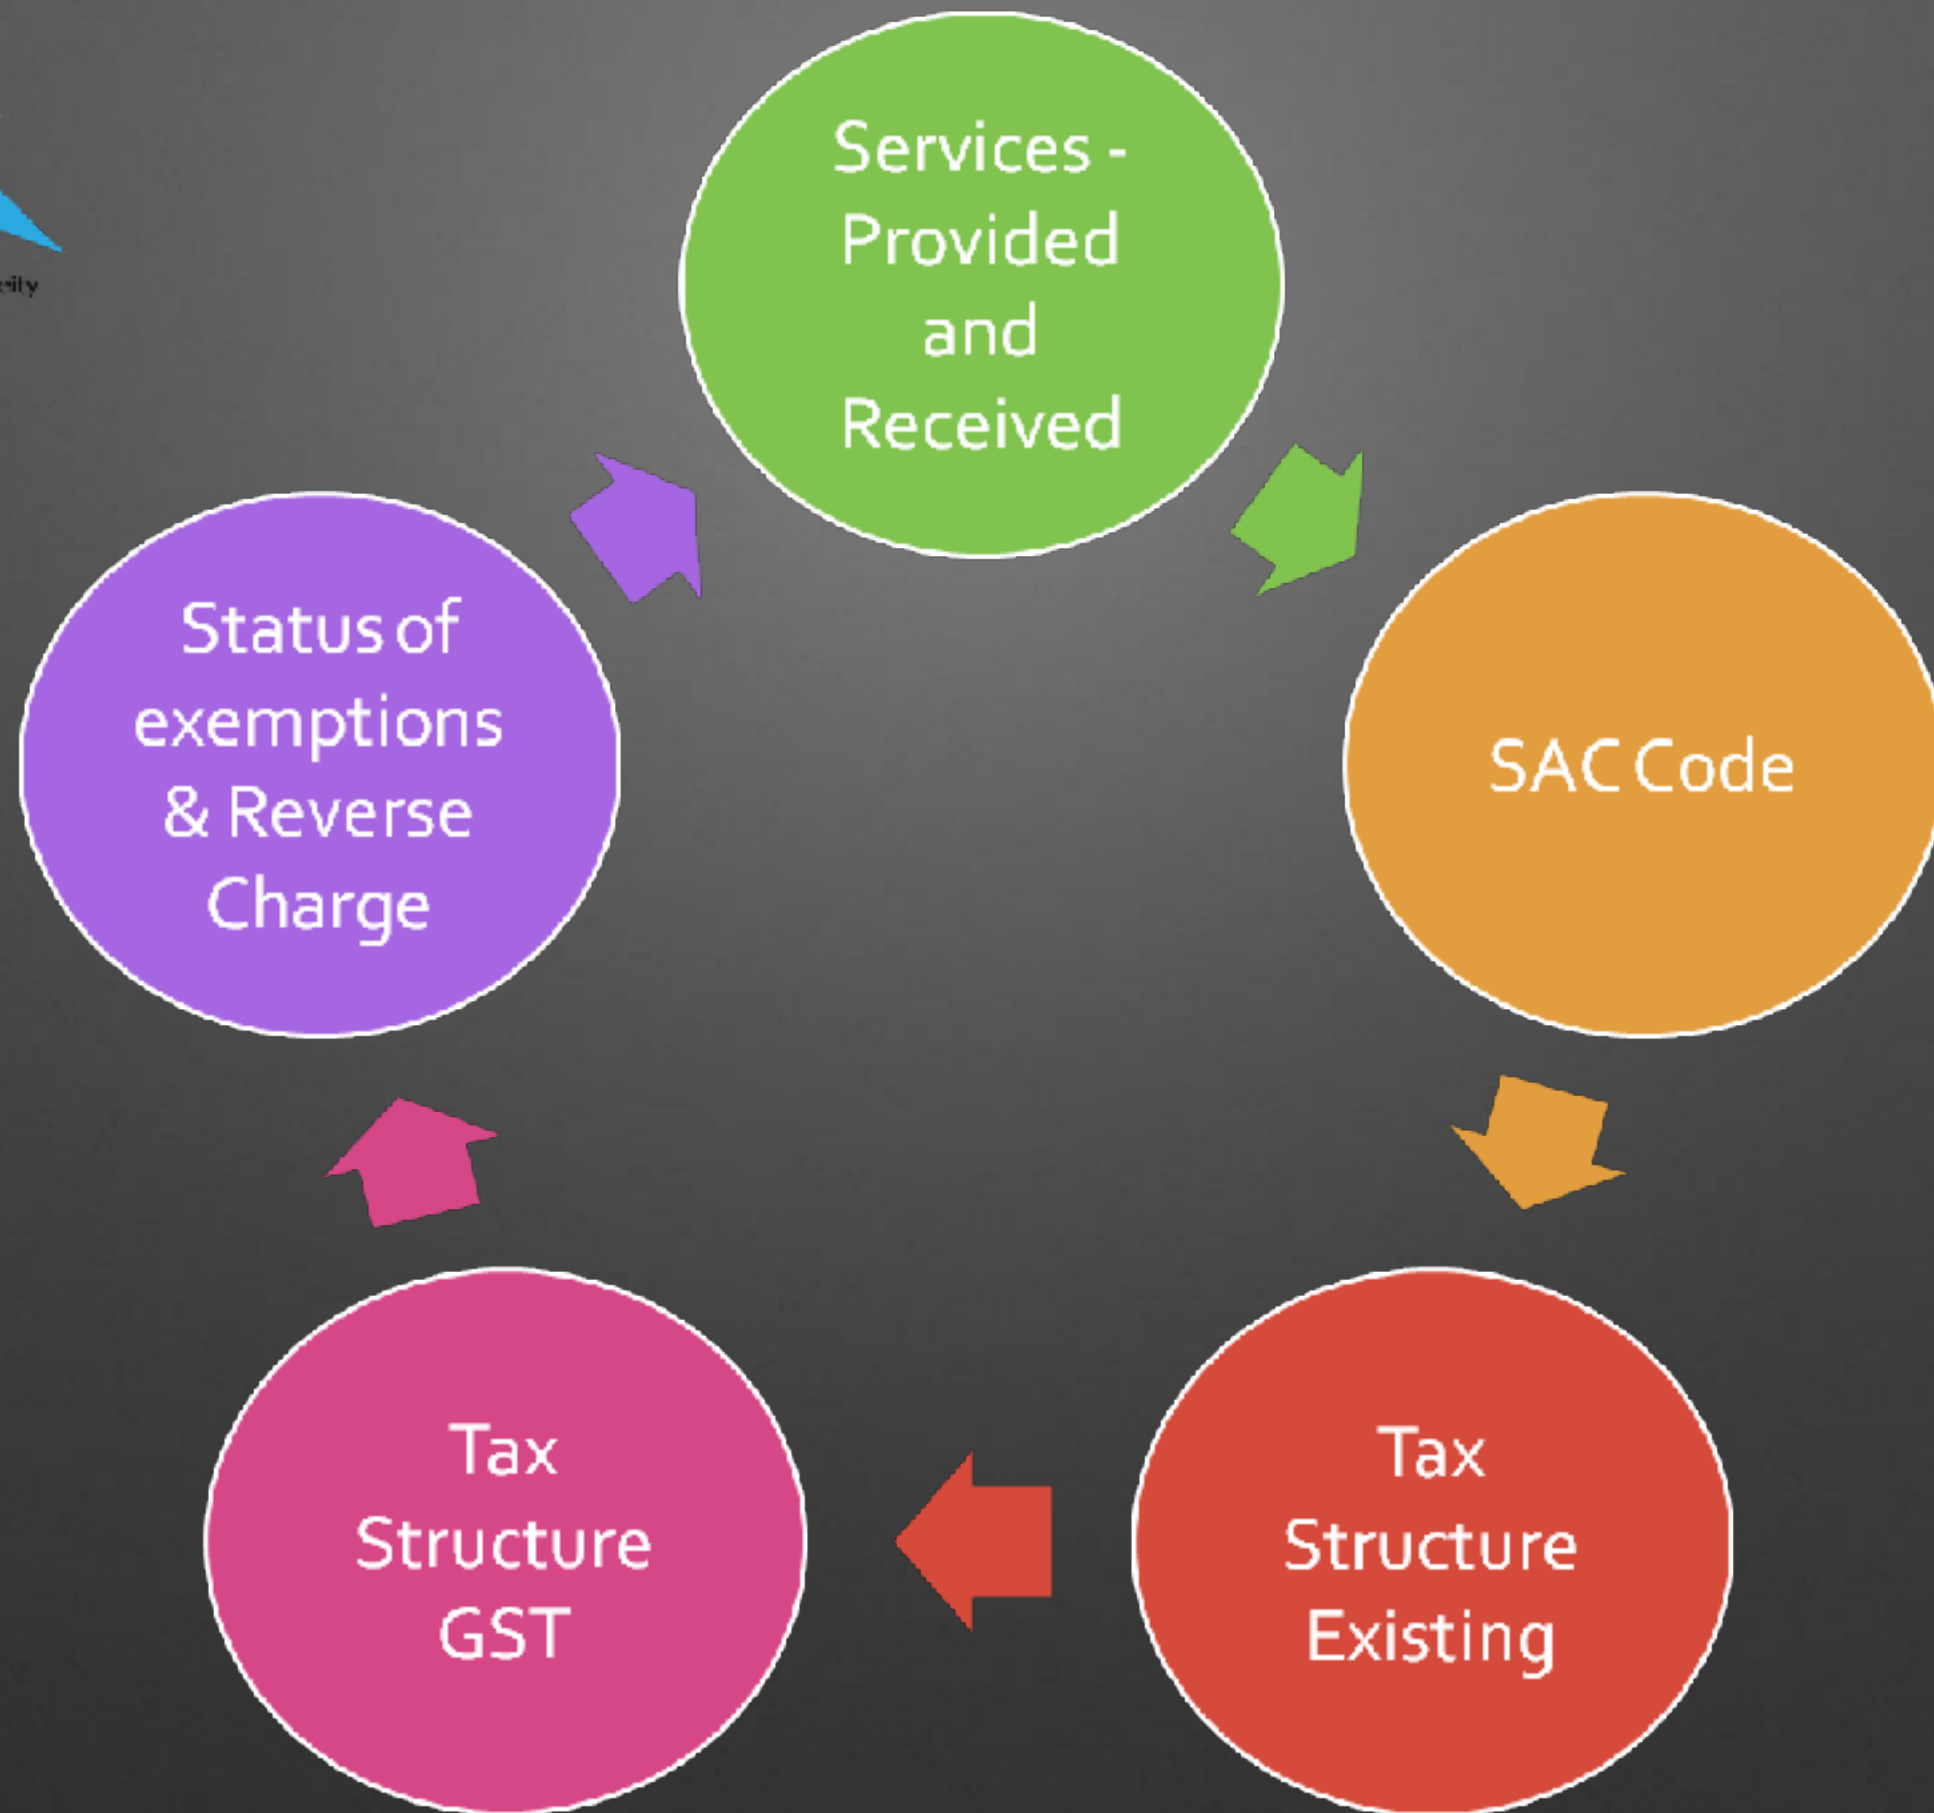 Services -
Provided
and
Received
SAC Code
Tax
Structure
Existing
Tax
Structure
GST
Status of
exemptions
& Reverse
Charge